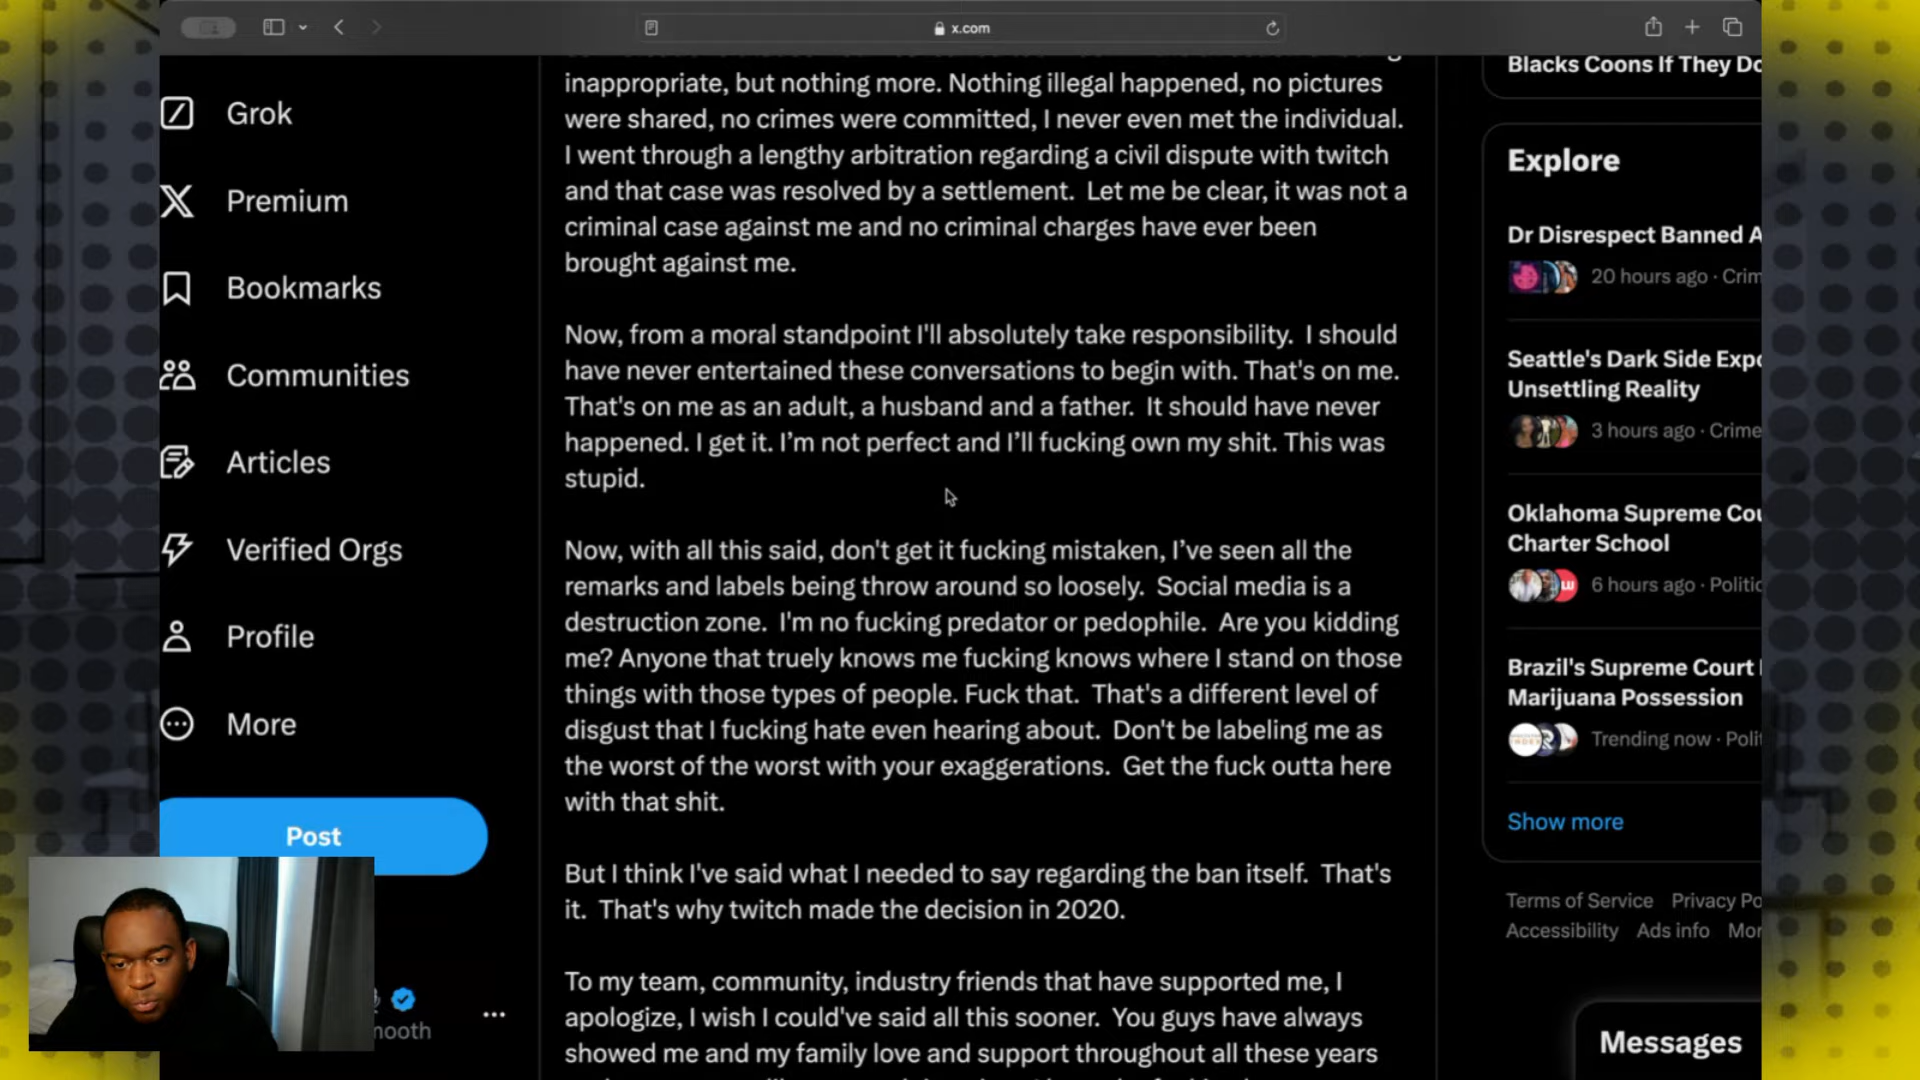 x.com
Grok
Premium
Bookmarks
Communities
Articles
Verified Orgs
Profile
More
Post
mooth
inappropriate, but nothing more. Nothing illegal happened, no pictures
were shared, no crimes were committed, I never even met the individual.
I went through a lengthy arbitration regarding a civil dispute with twitch
and that case was resolved by a settlement.  Let me be clear, it was not a
criminal case against me and no criminal charges have ever been
brought against me.
Now, from a moral standpoint I'll absolutely take responsibility.  I should
have never entertained these conversations to begin with. That's on me.
That's on me as an adult, a husband and a father.  It should have never
happened. I get it. I’m not perfect and I’ll fucking own my shit. This was
stupid.
Now, with all this said, don't get it fucking mistaken, I’ve seen all the
remarks and labels being throw around so loosely.  Social media is a
destruction zone.  I'm no fucking predator or pedophile.  Are you kidding
me? Anyone that truely knows me fucking knows where I stand on those
things with those types of people. Fuck that.  That's a different level of
disgust that I fucking hate even hearing about.  Don't be labeling me as
the worst of the worst with your exaggerations.  Get the fuck outta here
with that shit.
But I think I've said what I needed to say regarding the ban itself.  That's
it.  That's why twitch made the decision in 2020.
To my team, community, industry friends that have supported me, I
apologize, I wish I could've said all this sooner.  You guys have always
showed me and my family love and support throughout all these years
Blacks Coons If They Do
Explore
Dr Disrespect Banned A
20 hours ago · Crim
Seattle's Dark Side Expo
Unsettling Reality
3 hours ago · Crime
Oklahoma Supreme Cou
Charter School
6 hours ago · Politic
Brazil's Supreme Court
Marijuana Possession
Trending now · Polit
Show more
Terms of Service Privacy Po
Accessibility Ads info Mor
Messages